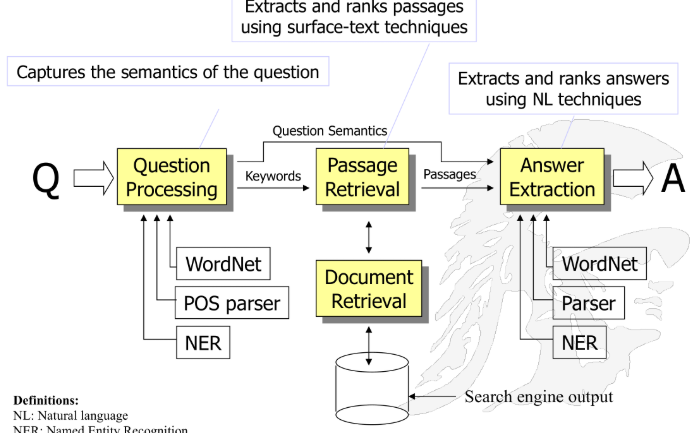 Extracts and ranks passages
using surface-text techniques
Captures the semantics of the question
Extracts and ranks answers
using NL techniques
Question Semantics
Q
Question
Processing
Keywords
Passage
Retrieval
Passages
Answer
Extraction
A
WordNet
POS parser
NER
Document
Retrieval
WordNet
Parser
NER
Search engine output
Definitions:
NL: Natural language
NER: Named Entity Recognition